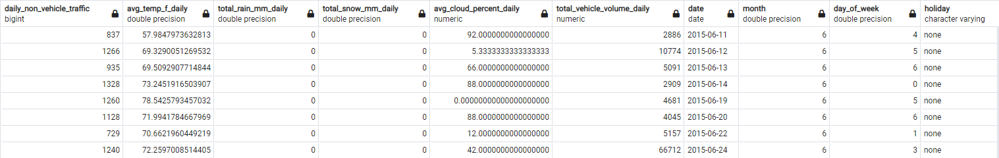 daily_non_vehicle_traffic avg_temp_f_daily total_rain_mm_daily total_snow_mm_daily avg_cloud_percent_daily total_vehicle_volume_daily date month day_of_week holiday
bigint double precision double precision double precision numeric numeric date double precision double precision character varying
837 57.9847973632813 0 0 92.0000000000000000 2886 2015-06-11 6 4 none
1266 69.3290051269532 0 0 5.3333333333333333 10774 2015-06-12 6 5 none
935 69.5092907714844 0 0 66.0000000000000000 5091 2015-06-13 6 6 none
1328 73.2451916503907 0 0 88.0000000000000000 2909 2015-06-14 6 0 none
1260 78.5425793457032 0 0 0.00000000000000000000 4681 2015-06-19 6 5 none
1128 71.9941784667969 0 0 88.0000000000000000 4045 2015-06-20 6 6 none
729 70.6621960449219 0 0 12.0000000000000000 5157 2015-06-22 6 1 none
1240 72.2597008514405 0 0 42.0000000000000000 66712 2015-06-24 6 3 none